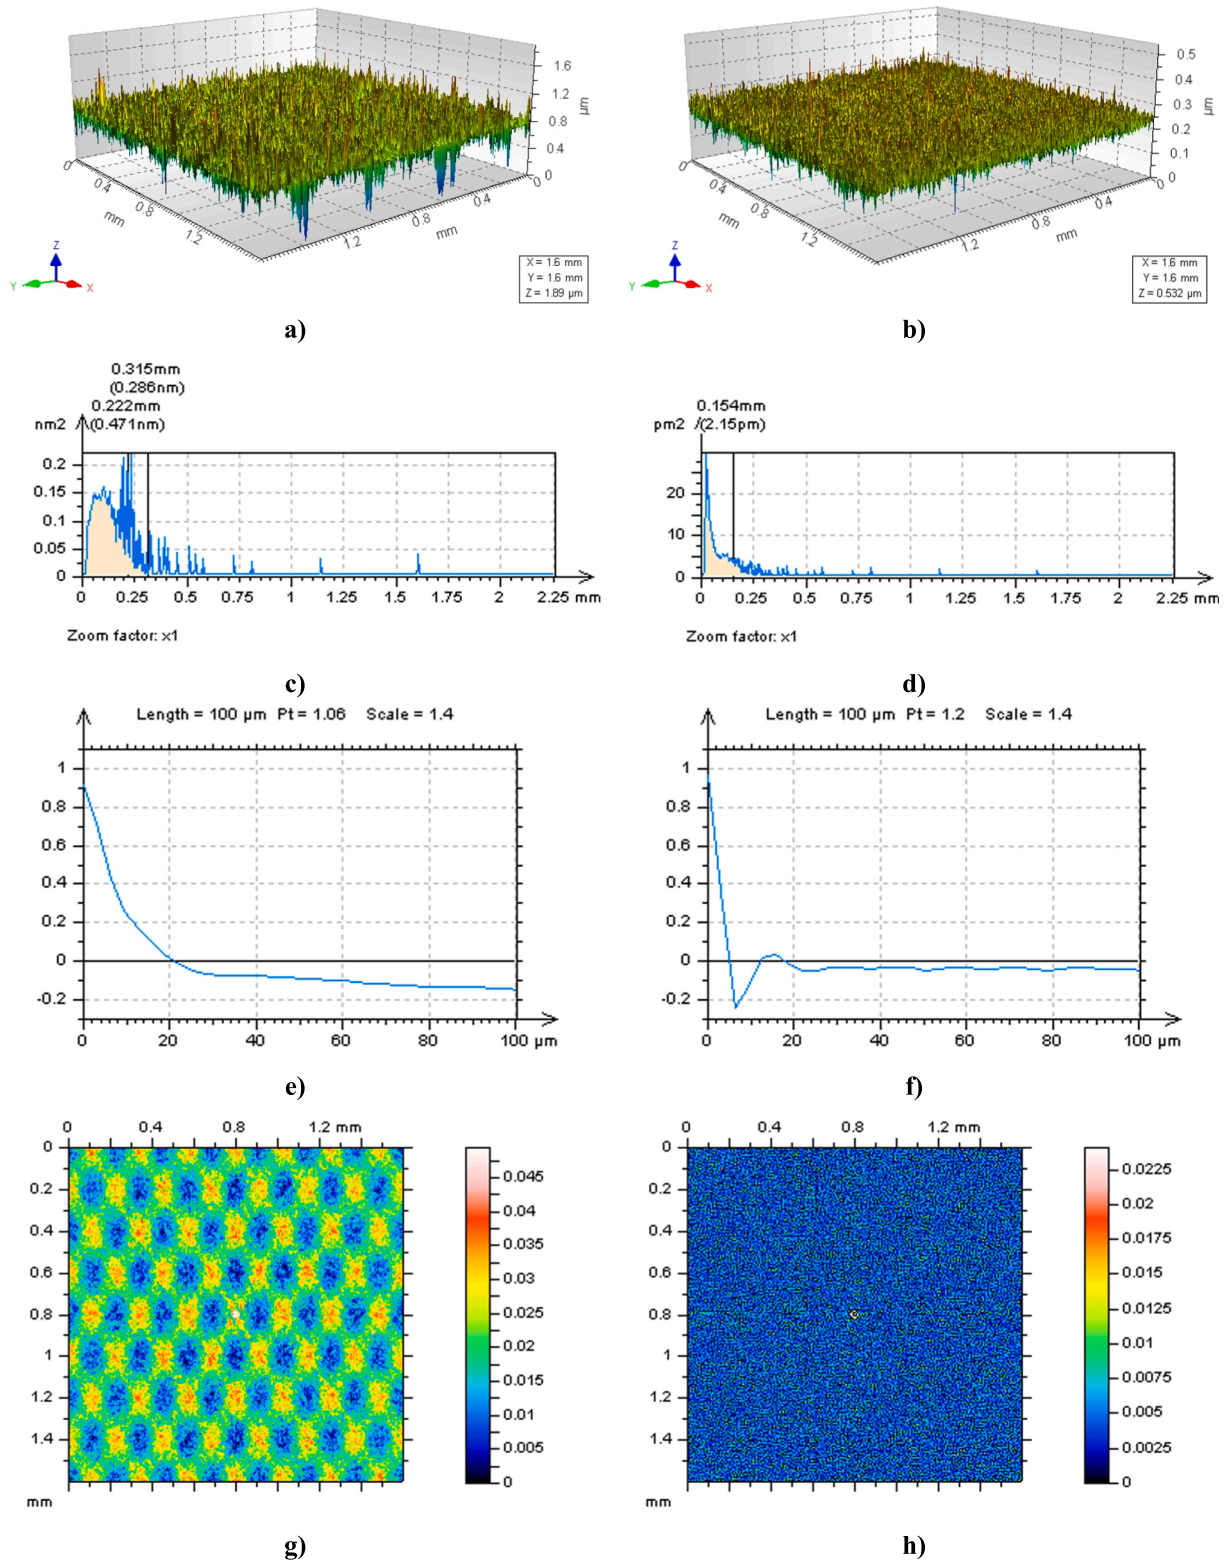 1.6
1.2
0.8
0.4
0
µm
0
0.4
0.8
1.2
mm
1.2
0.8
0.4
0
mm
Z
Y
X
X = 1.6 mm
Y = 1.6 mm
Z = 1.89 µm
a)
0.5
0.4
0.3
0.2
0.1
0
µm
0
0.4
0.8
1.2
mm
1.2
0.8
0.4
0
mm
Z
Y
X
X = 1.6 mm
Y = 1.6 mm
Z = 0.532 µm
b)
0.315mm
(0.286nm)
0.222mm
nm2 (0.471nm)
0.2
0.15
0.1
0.05
0
0 0.25 0.5 0.75 1 1.25 1.5 1.75 2 2.25 mm
Zoom factor: x1
c)
0.154mm
pm2 (2.15pm)
20
10
0
0 0.25 0.5 0.75 1 1.25 1.5 1.75 2 2.25 mm
Zoom factor: x1
d)
Length = 100 µm Pt = 1.06 Scale = 1.4
1
0.8
0.6
0.4
0.2
0
-0.2
0 20 40 60 80 100 µm
e)
Length = 100 µm Pt = 1.2 Scale = 1.4
1
0.8
0.6
0.4
0.2
0
-0.2
0 20 40 60 80 100 µm
f)
0 0.4 0.8 1.2 mm
0
0.2
0.4
0.6
0.8
1
1.2
1.4
mm
0.045
0.04
0.035
0.03
0.025
0.02
0.015
0.01
0.005
0
g)
0 0.4 0.8 1.2 mm
0
0.2
0.4
0.6
0.8
1
1.2
1.4
mm
0.0225
0.02
0.0175
0.015
0.0125
0.01
0.0075
0.005
0.0025
0
h)